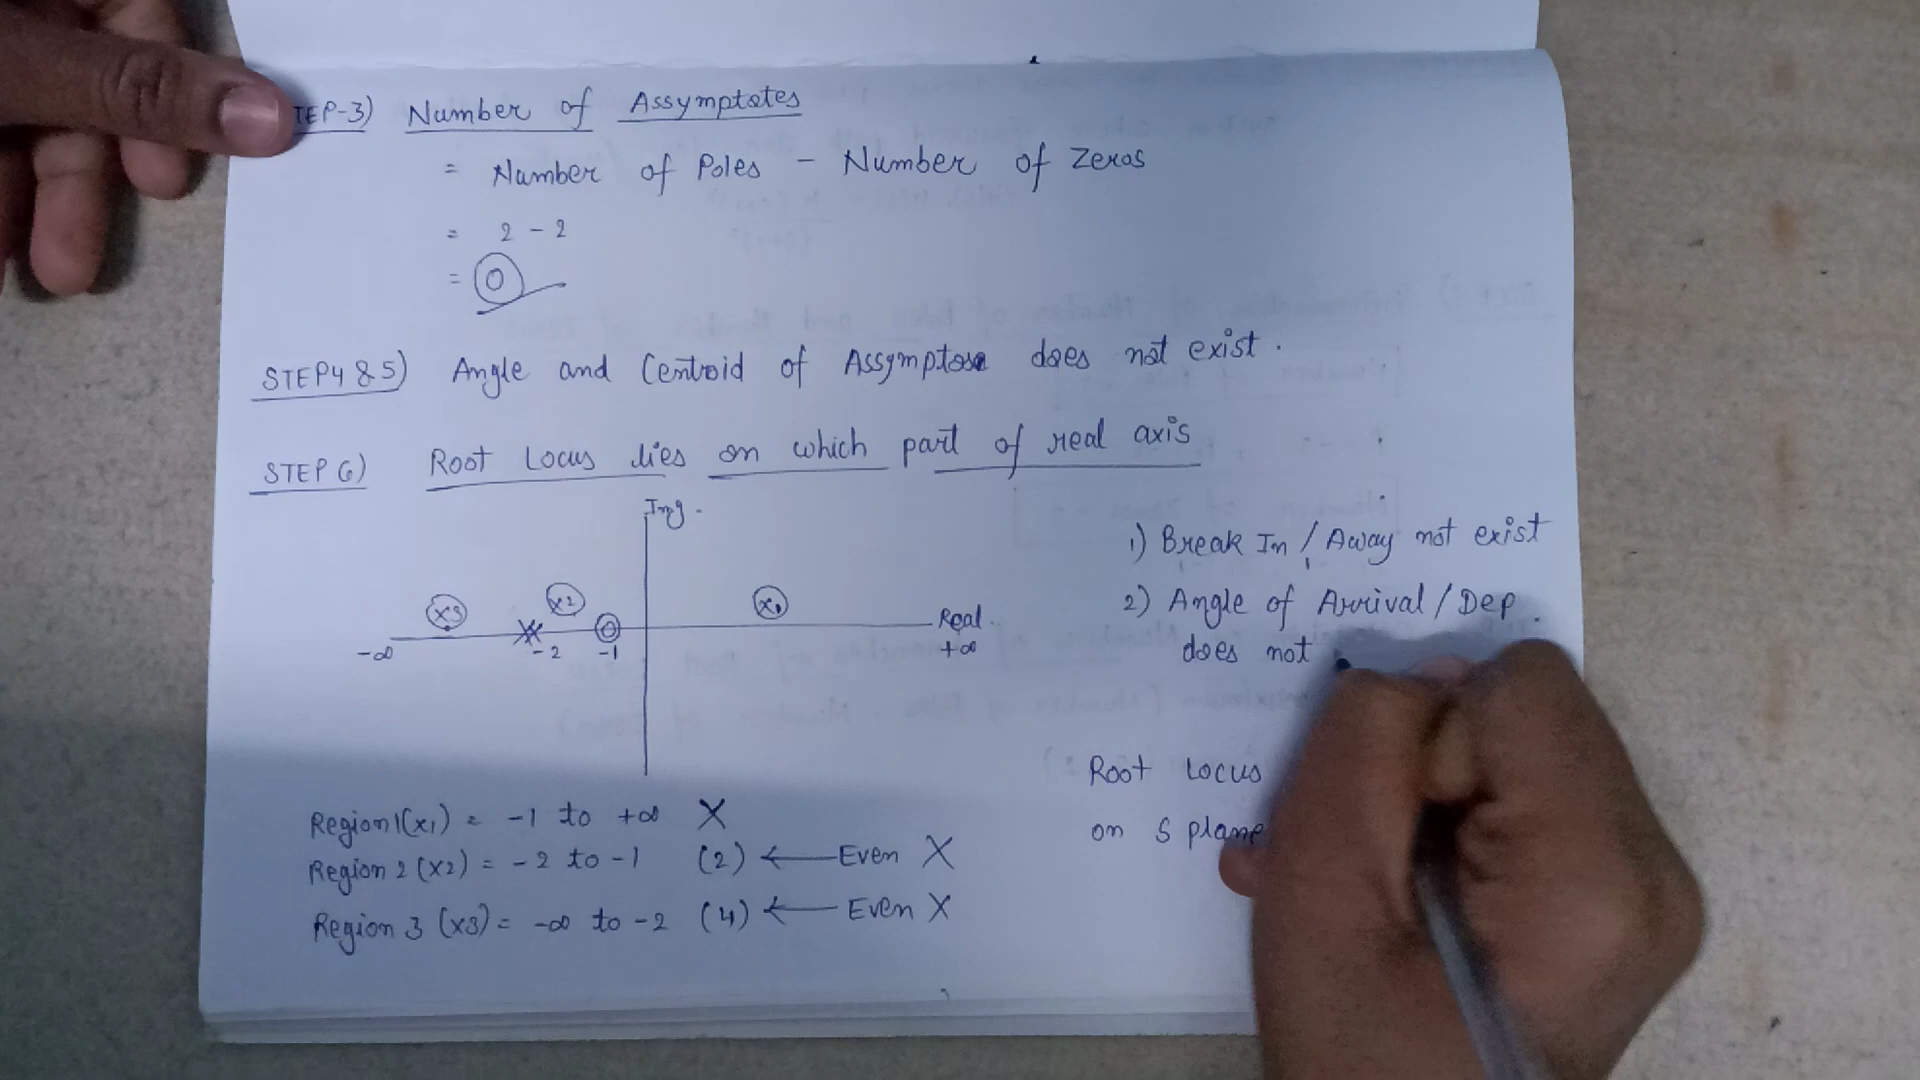 TEP-3) Number of Assymptotes
= Number of Poles - Number of Zeros
= 2 - 2
= 0
STEP4 & 5) Angle and Centroid of Assymptose does not exist.
STEP 6) Root Locus lies on which part of real axis
Img.
x3 x2 x1
Real.
-∞ -2 -1 +∞
1) Break In / Away not exist
2) Angle of Arrival / Dep.
does not
Root Locus
on S plane
Region1(x1) = -1 to +∞ X
Region 2 (x2) = -2 to -1 (2) ← Even X
Region 3 (x3) = -∞ to -2 (4) ← Even X